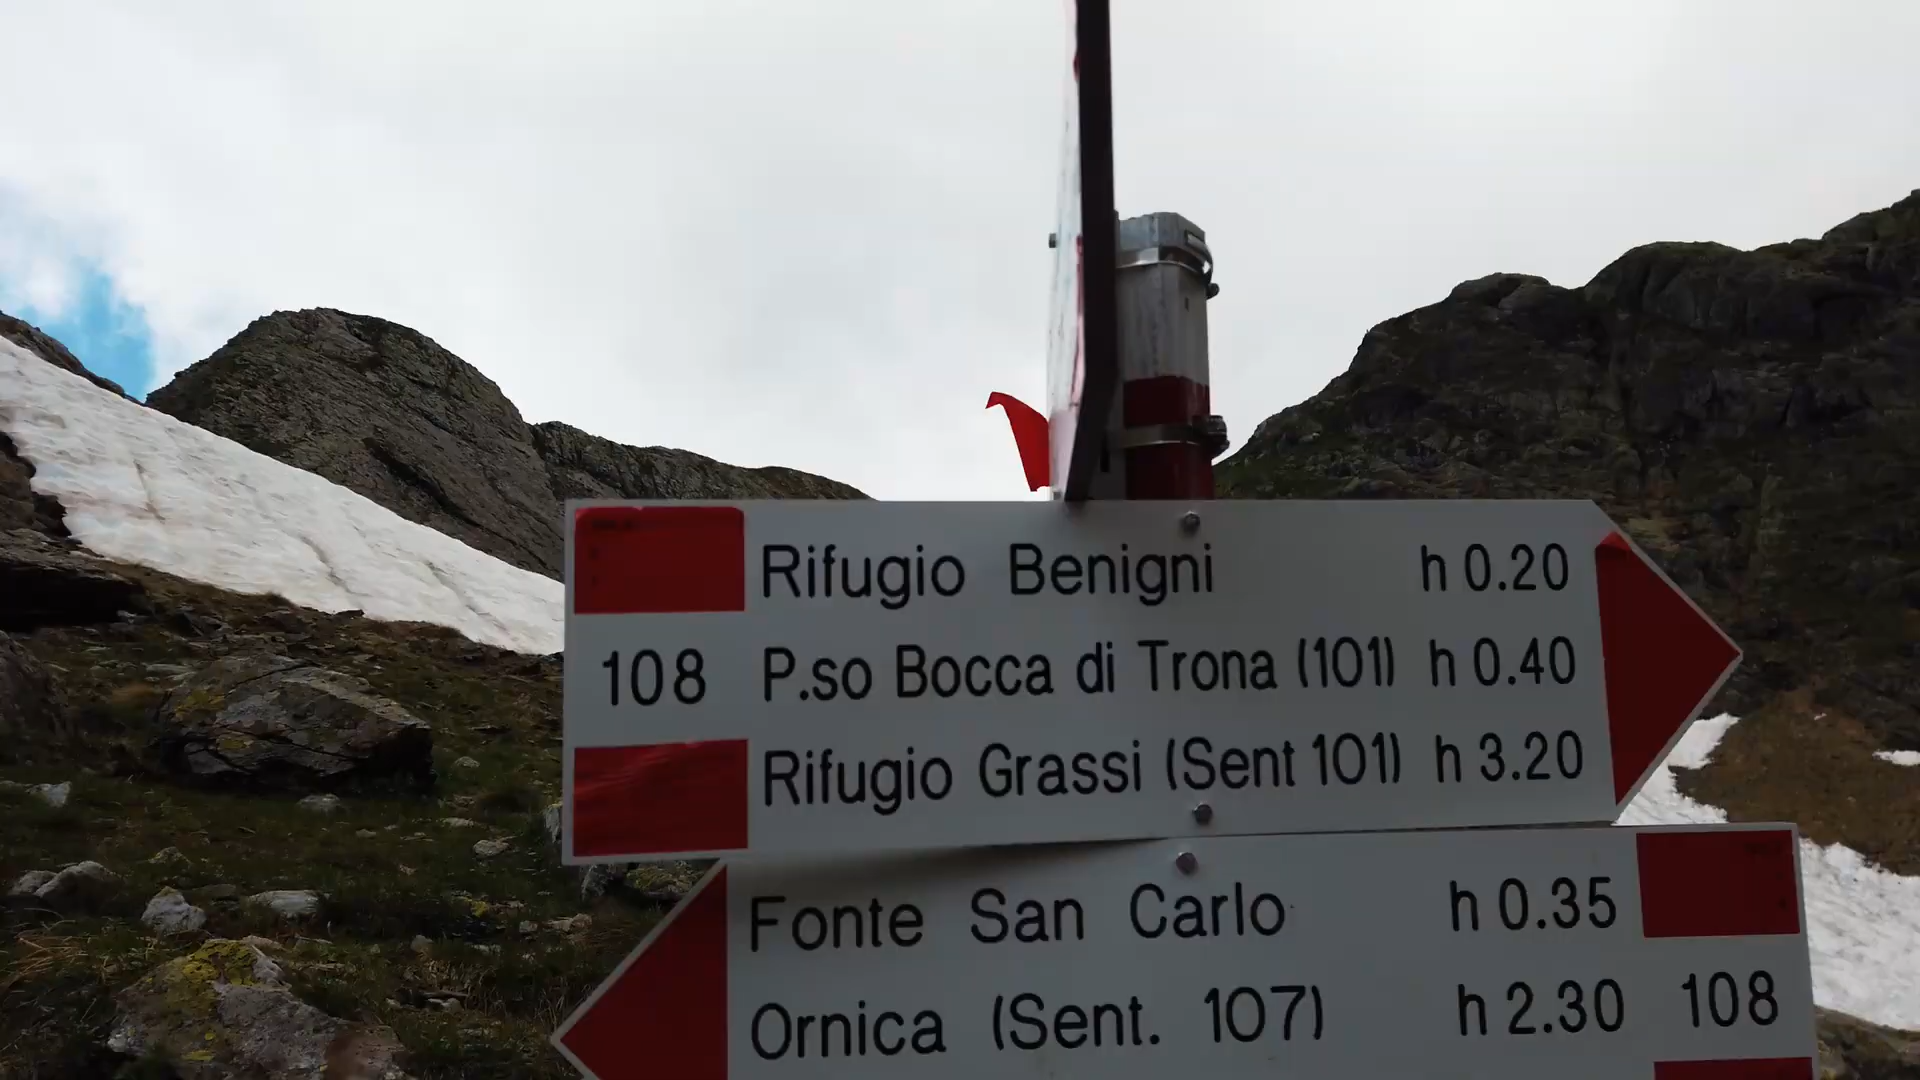 Rifugio Benigni h 0.20
108 P.so Bocca di Trona (101) h 0.40
Rifugio Grassi (Sent 101) h 3.20
Fonte San Carlo h 0.35
Ornica (Sent. 107) h 2.30 108